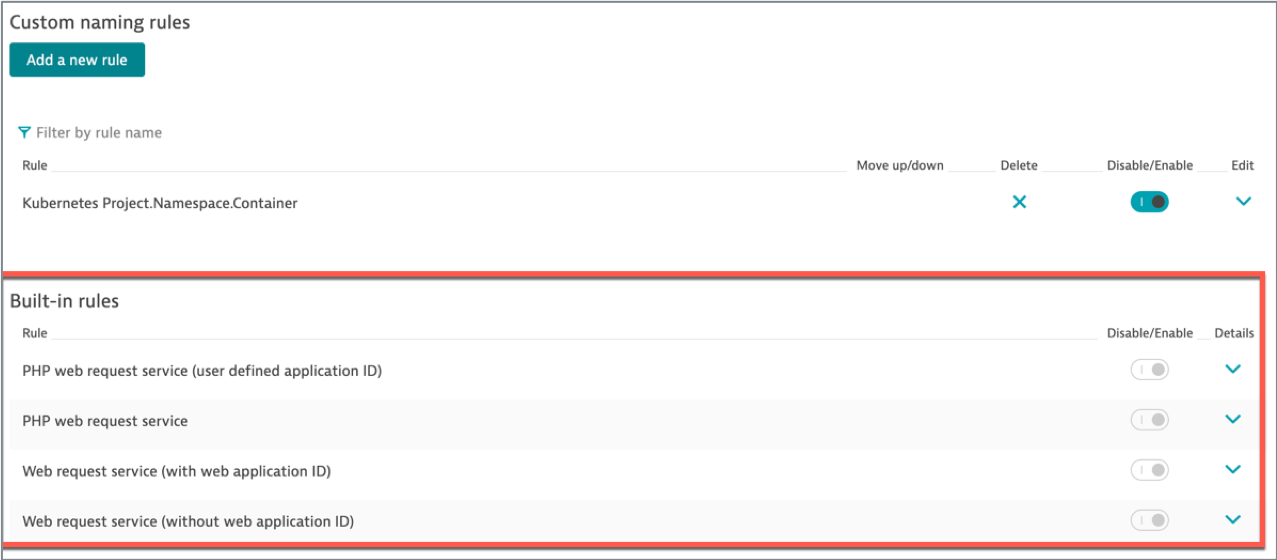 Custom naming rules
Add a new rule
Filter by rule name
Rule Move up/down Delete Disable/Enable Edit
Kubernetes Project.Namespace.Container
Built-in rules
Rule Disable/Enable Details
PHP web request service (user defined application ID)
PHP web request service
Web request service (with web application ID)
Web request service (without web application ID)